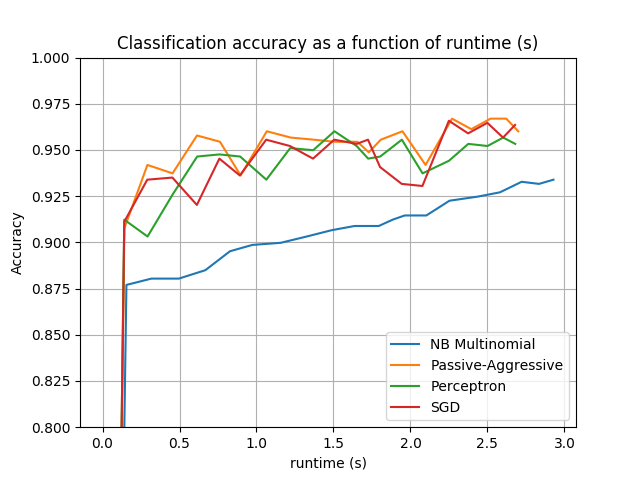 Classification accuracy as a function of runtime (s)
1.000
0.975
0.950
0.925
0.900
0.875
0.850
0.825
0.800
Accuracy
NB Multinomial
Passive-Aggressive
Perceptron
SGD
0.0 0.5 1.0 1.5 2.0 2.5 3.0
runtime (s)